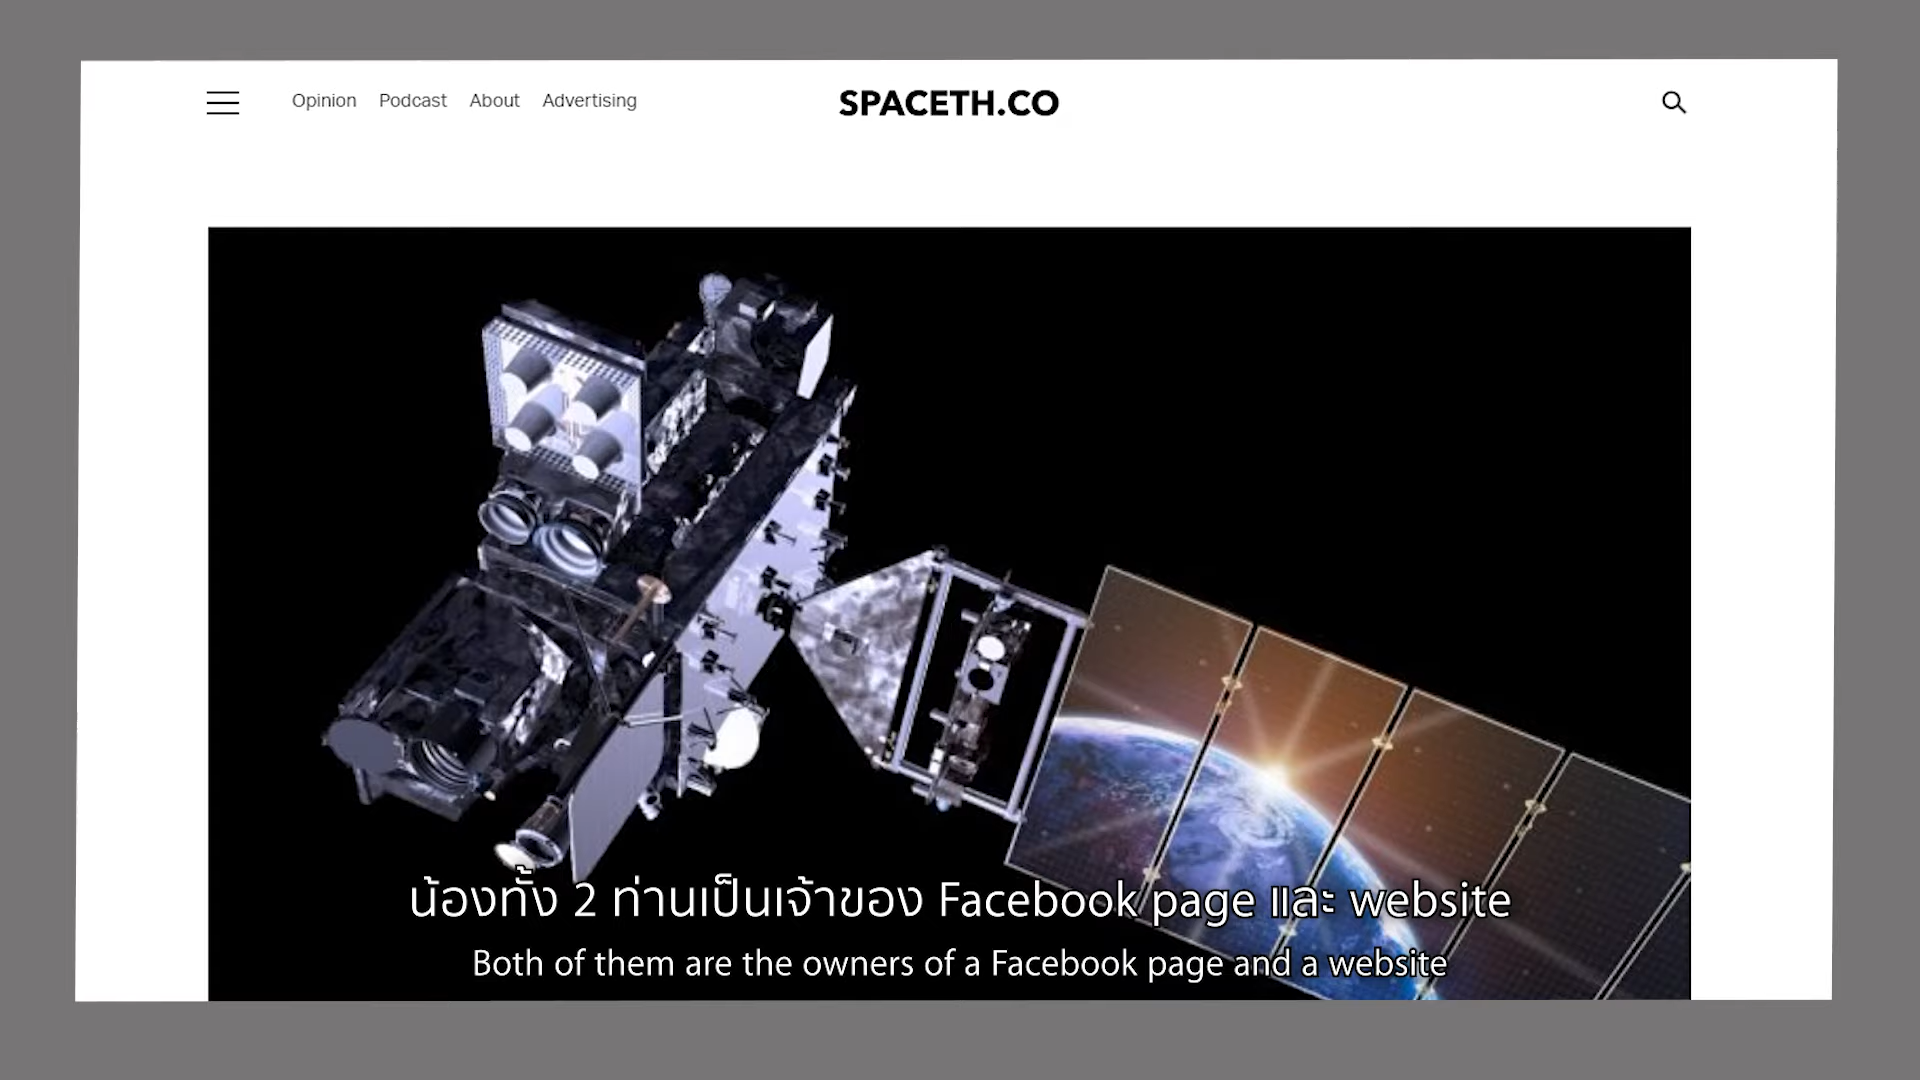 Opinion Podcast About Advertising SPACETH.CO
น้องทั้ง 2 ท่านเป็นเจ้าของ Facebook page และ website
Both of them are the owners of a Facebook page and a website